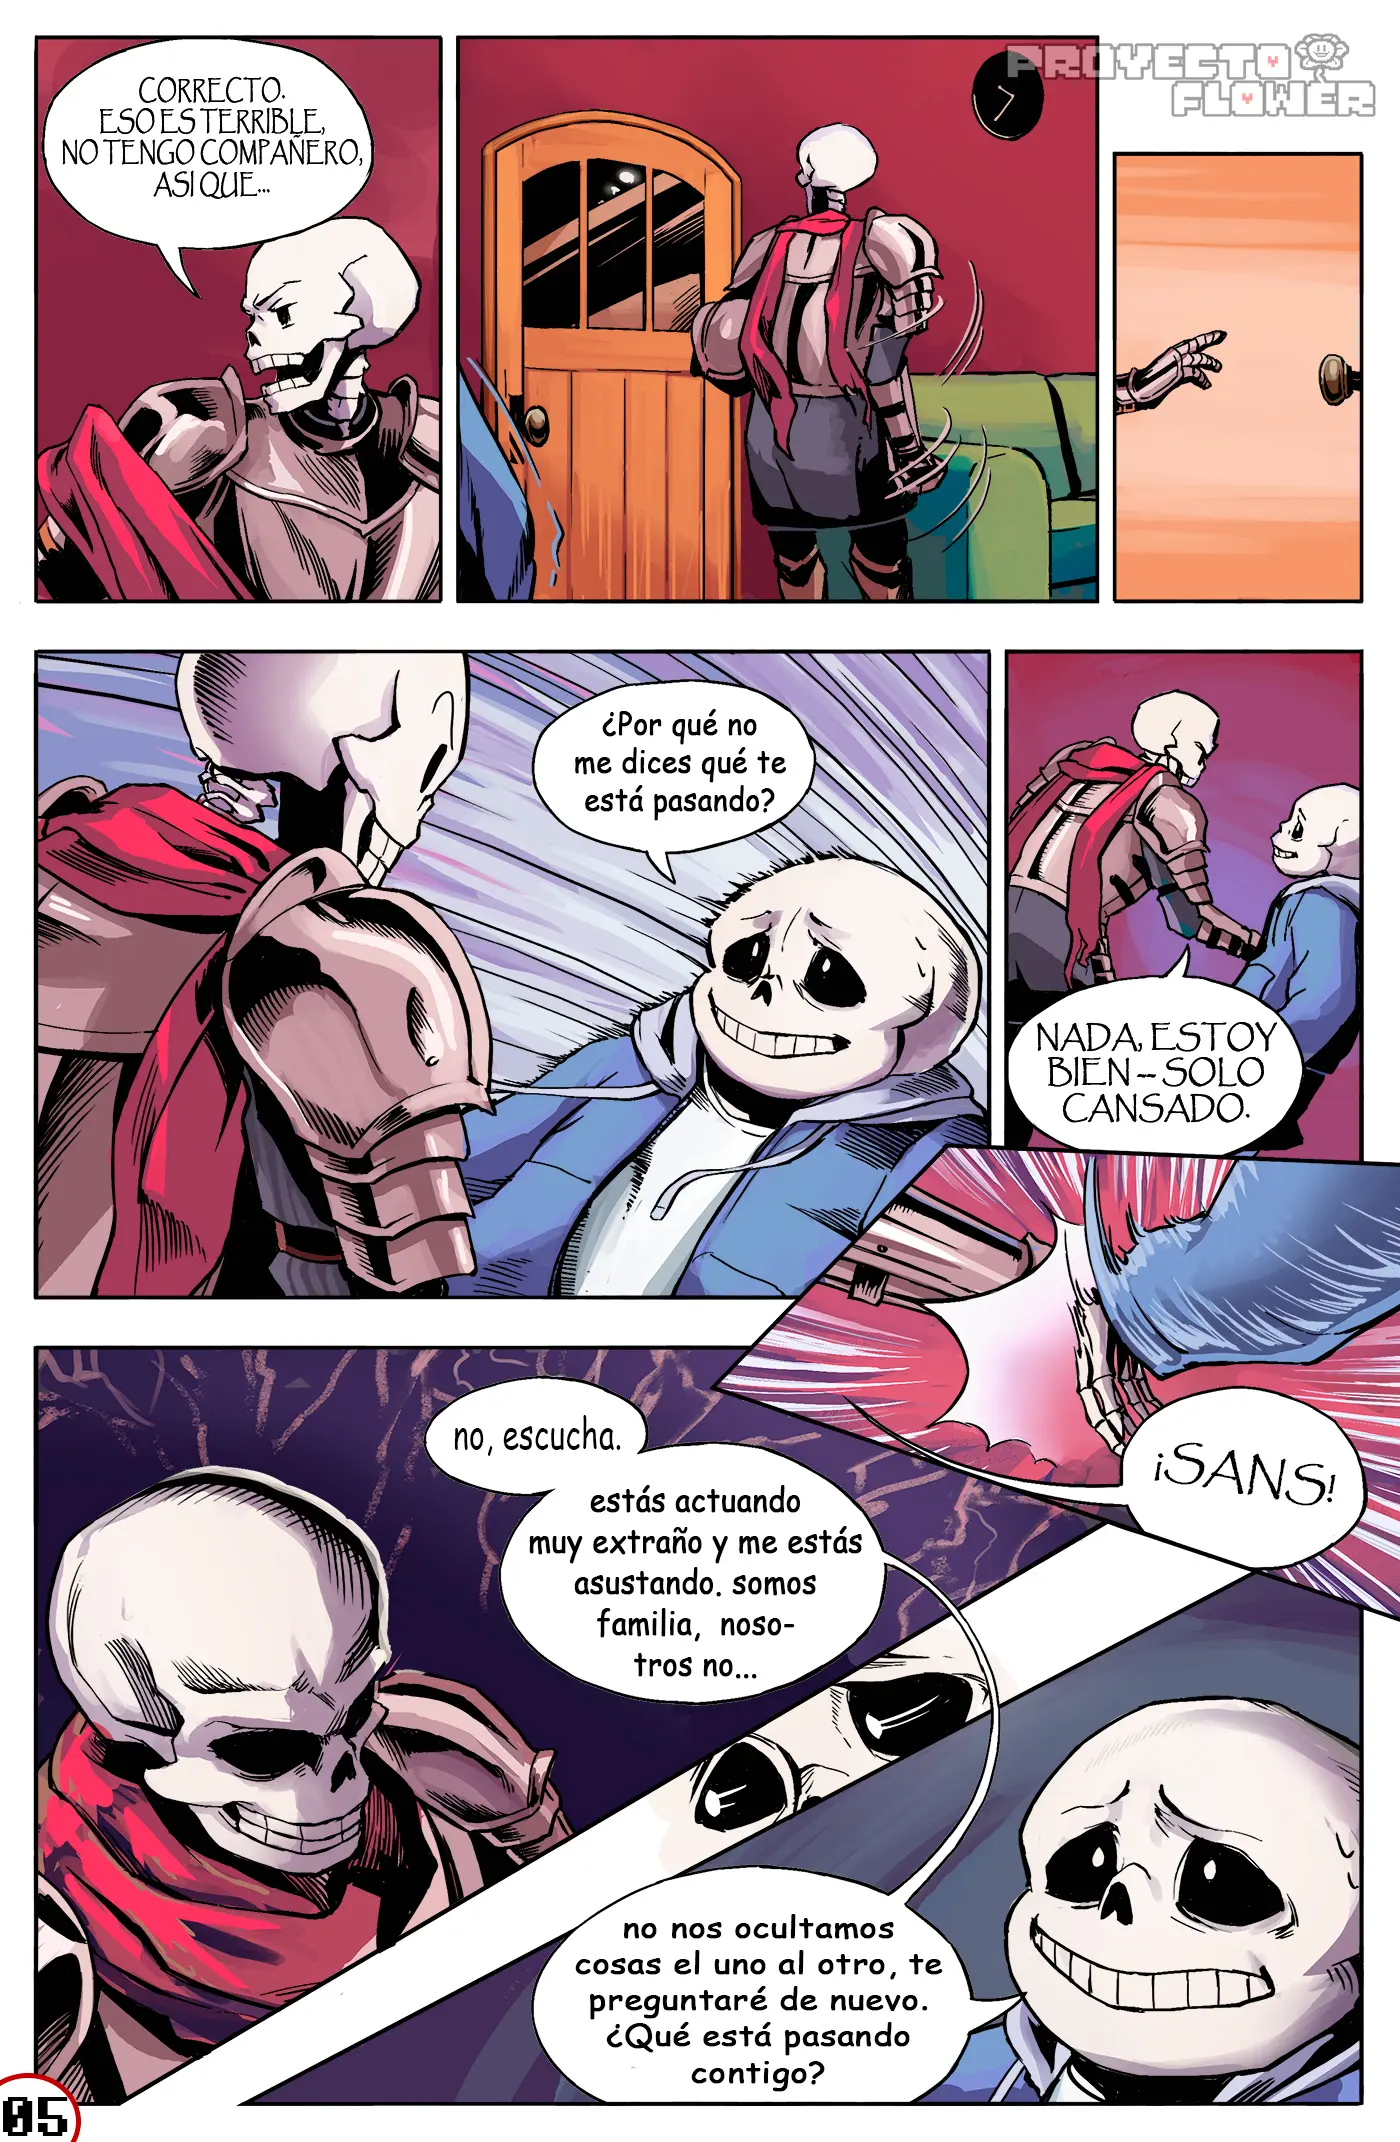 PROYECTO
FLOWER
CORRECTO.
ESO ES TERRIBLE,
NO TENGO COMPAÑERO,
ASI QUE...
¿Por qué no
me dices qué te
está pasando?
NADA, ESTOY
BIEN -- SOLO
CANSADO.
¡SANS!
no, escucha.
estás actuando
muy extraño y me estás
asustando. somos
familia, noso-
tros no...
no nos ocultamos
cosas el uno al otro, te
preguntaré de nuevo.
¿Qué está pasando
contigo?
05